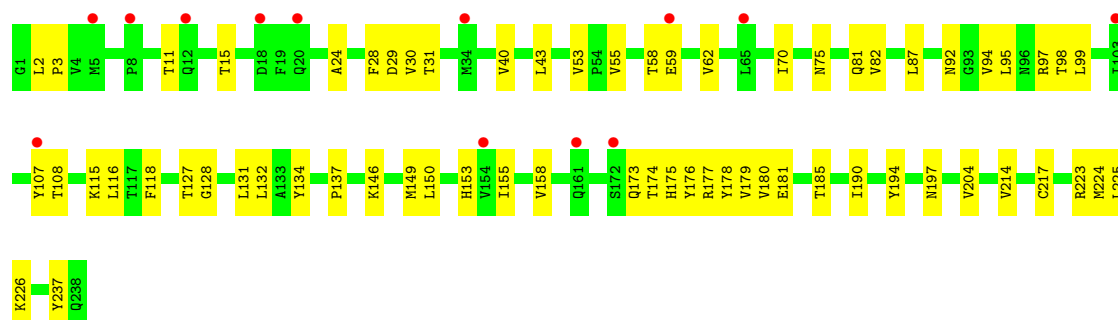 G1 L2 P3 V4 M5 P8 T11 Q12 T15 D18 F19 Q20 A24 F28 D29 V30 T31 M34 V40 L43 V53 P54 V55 T58 E59 V62 L65 I70 N75 Q81 V82 L87 N92 G93 V94 L95 N96 R97 T98 L99
Y107 T108 K115 L116 T117 F118 T127 G128 L131 L132 A133 Y134 P137 K146 M149 L150 H153 V154 I155 V158 Q161 S172 Q173 T174 H175 Y176 R177 Y178 V179 V180 E181 T185 I190 Y194 N197 V204 V214 C217 R223 M224
K226 Y237 Q238